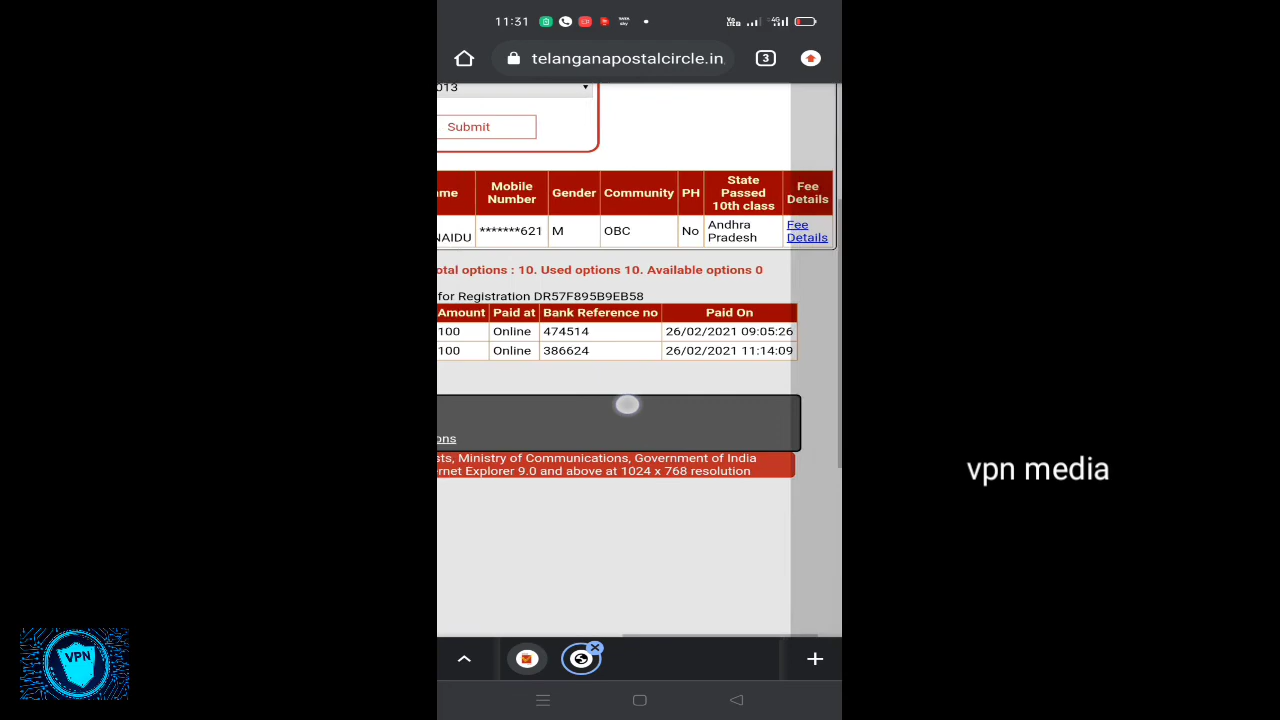 11:31
VoLTE2
4G
telanganapostalcircle.in
3
013
Submit
ame
Mobile Number
Gender
Community
PH
State Passed 10th class
Fee Details
NAIDU
*******621
M
OBC
No
Andhra Pradesh
Fee Details
otal options : 10. Used options 10. Available options 0
for Registration DR57F895B9EB58
Amount
Paid at
Bank Reference no
Paid On
100
Online
474514
26/02/2021 09:05:26
100
Online
386624
26/02/2021 11:14:09
ons
sts, Ministry of Communications, Government of India
ernet Explorer 9.0 and above at 1024 x 768 resolution
vpn media
VPN